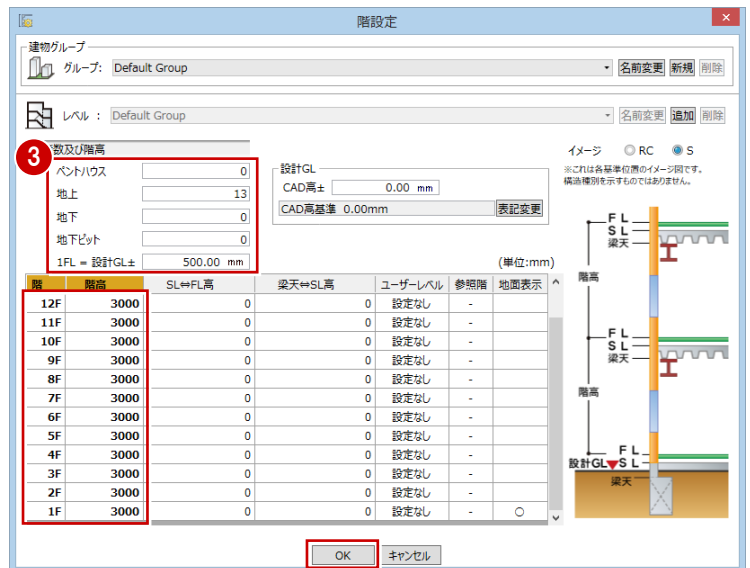 階設定
建物グループ
グループ: Default Group 名前変更 新規 削除
レベル : Default Group 名前変更 追加 削除
3
数及び階高
ペントハウス 0
地上 13
地下 0
地下ピット 0
1FL = 設計GL± 500.00 mm
設計GL
CAD高± 0.00 mm
CAD高基準 0.00mm 表記変更
(単位:mm)
イメージ RC S
※これは各基準位置のイメージ図です。
構造種別を示すものではありません。
階 階高 SL⇔FL高 梁天⇔SL高 ユーザーレベル 参照階 地面表示
12F 3000 0 0 設定なし -
11F 3000 0 0 設定なし -
10F 3000 0 0 設定なし -
9F 3000 0 0 設定なし -
8F 3000 0 0 設定なし -
7F 3000 0 0 設定なし -
6F 3000 0 0 設定なし -
5F 3000 0 0 設定なし -
4F 3000 0 0 設定なし -
3F 3000 0 0 設定なし -
2F 3000 0 0 設定なし -
1F 3000 0 0 設定なし - ○
FL
SL
梁天
階高
FL
SL
梁天
階高
FL
設計GL▼SL
梁天
OK キャンセル